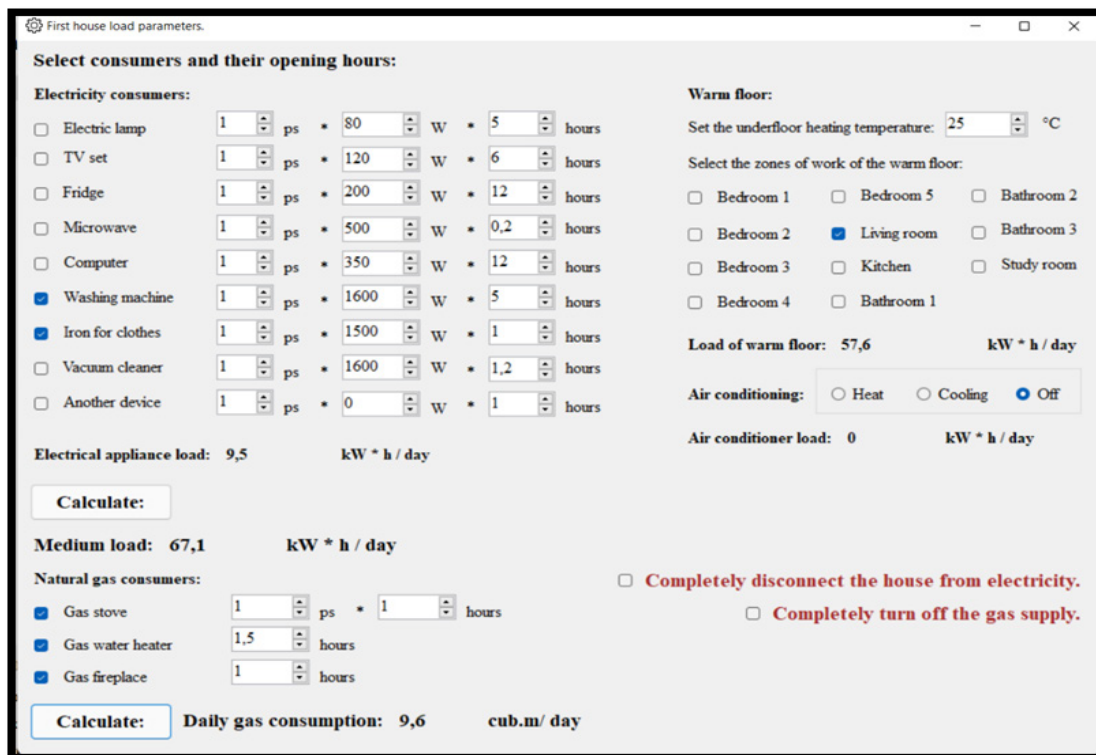 First house load parameters.
Select consumers and their opening hours:
Electricity consumers:
Electric lamp 1 ps * 80 W * 5 hours
TV set 1 ps * 120 W * 6 hours
Fridge 1 ps * 200 W * 12 hours
Microwave 1 ps * 500 W * 0,2 hours
Computer 1 ps * 350 W * 12 hours
Washing machine 1 ps * 1600 W * 5 hours
Iron for clothes 1 ps * 1500 W * 1 hours
Vacuum cleaner 1 ps * 1600 W * 1,2 hours
Another device 1 ps * 0 W * 1 hours
Electrical appliance load: 9,5 kW * h / day
Calculate:
Medium load: 67,1 kW * h / day
Natural gas consumers:
Gas stove 1 ps * 1 hours
Gas water heater 1,5 hours
Gas fireplace 1 hours
Calculate: Daily gas consumption: 9,6 cub.m/ day
Warm floor:
Set the underfloor heating temperature: 25 °C
Select the zones of work of the warm floor:
Bedroom 1 Bedroom 5 Bathroom 2
Bedroom 2 Living room Bathroom 3
Bedroom 3 Kitchen Study room
Bedroom 4 Bathroom 1
Load of warm floor: 57,6 kW * h / day
Air conditioning: Heat Cooling Off
Air conditioner load: 0 kW * h / day
Completely disconnect the house from electricity.
Completely turn off the gas supply.